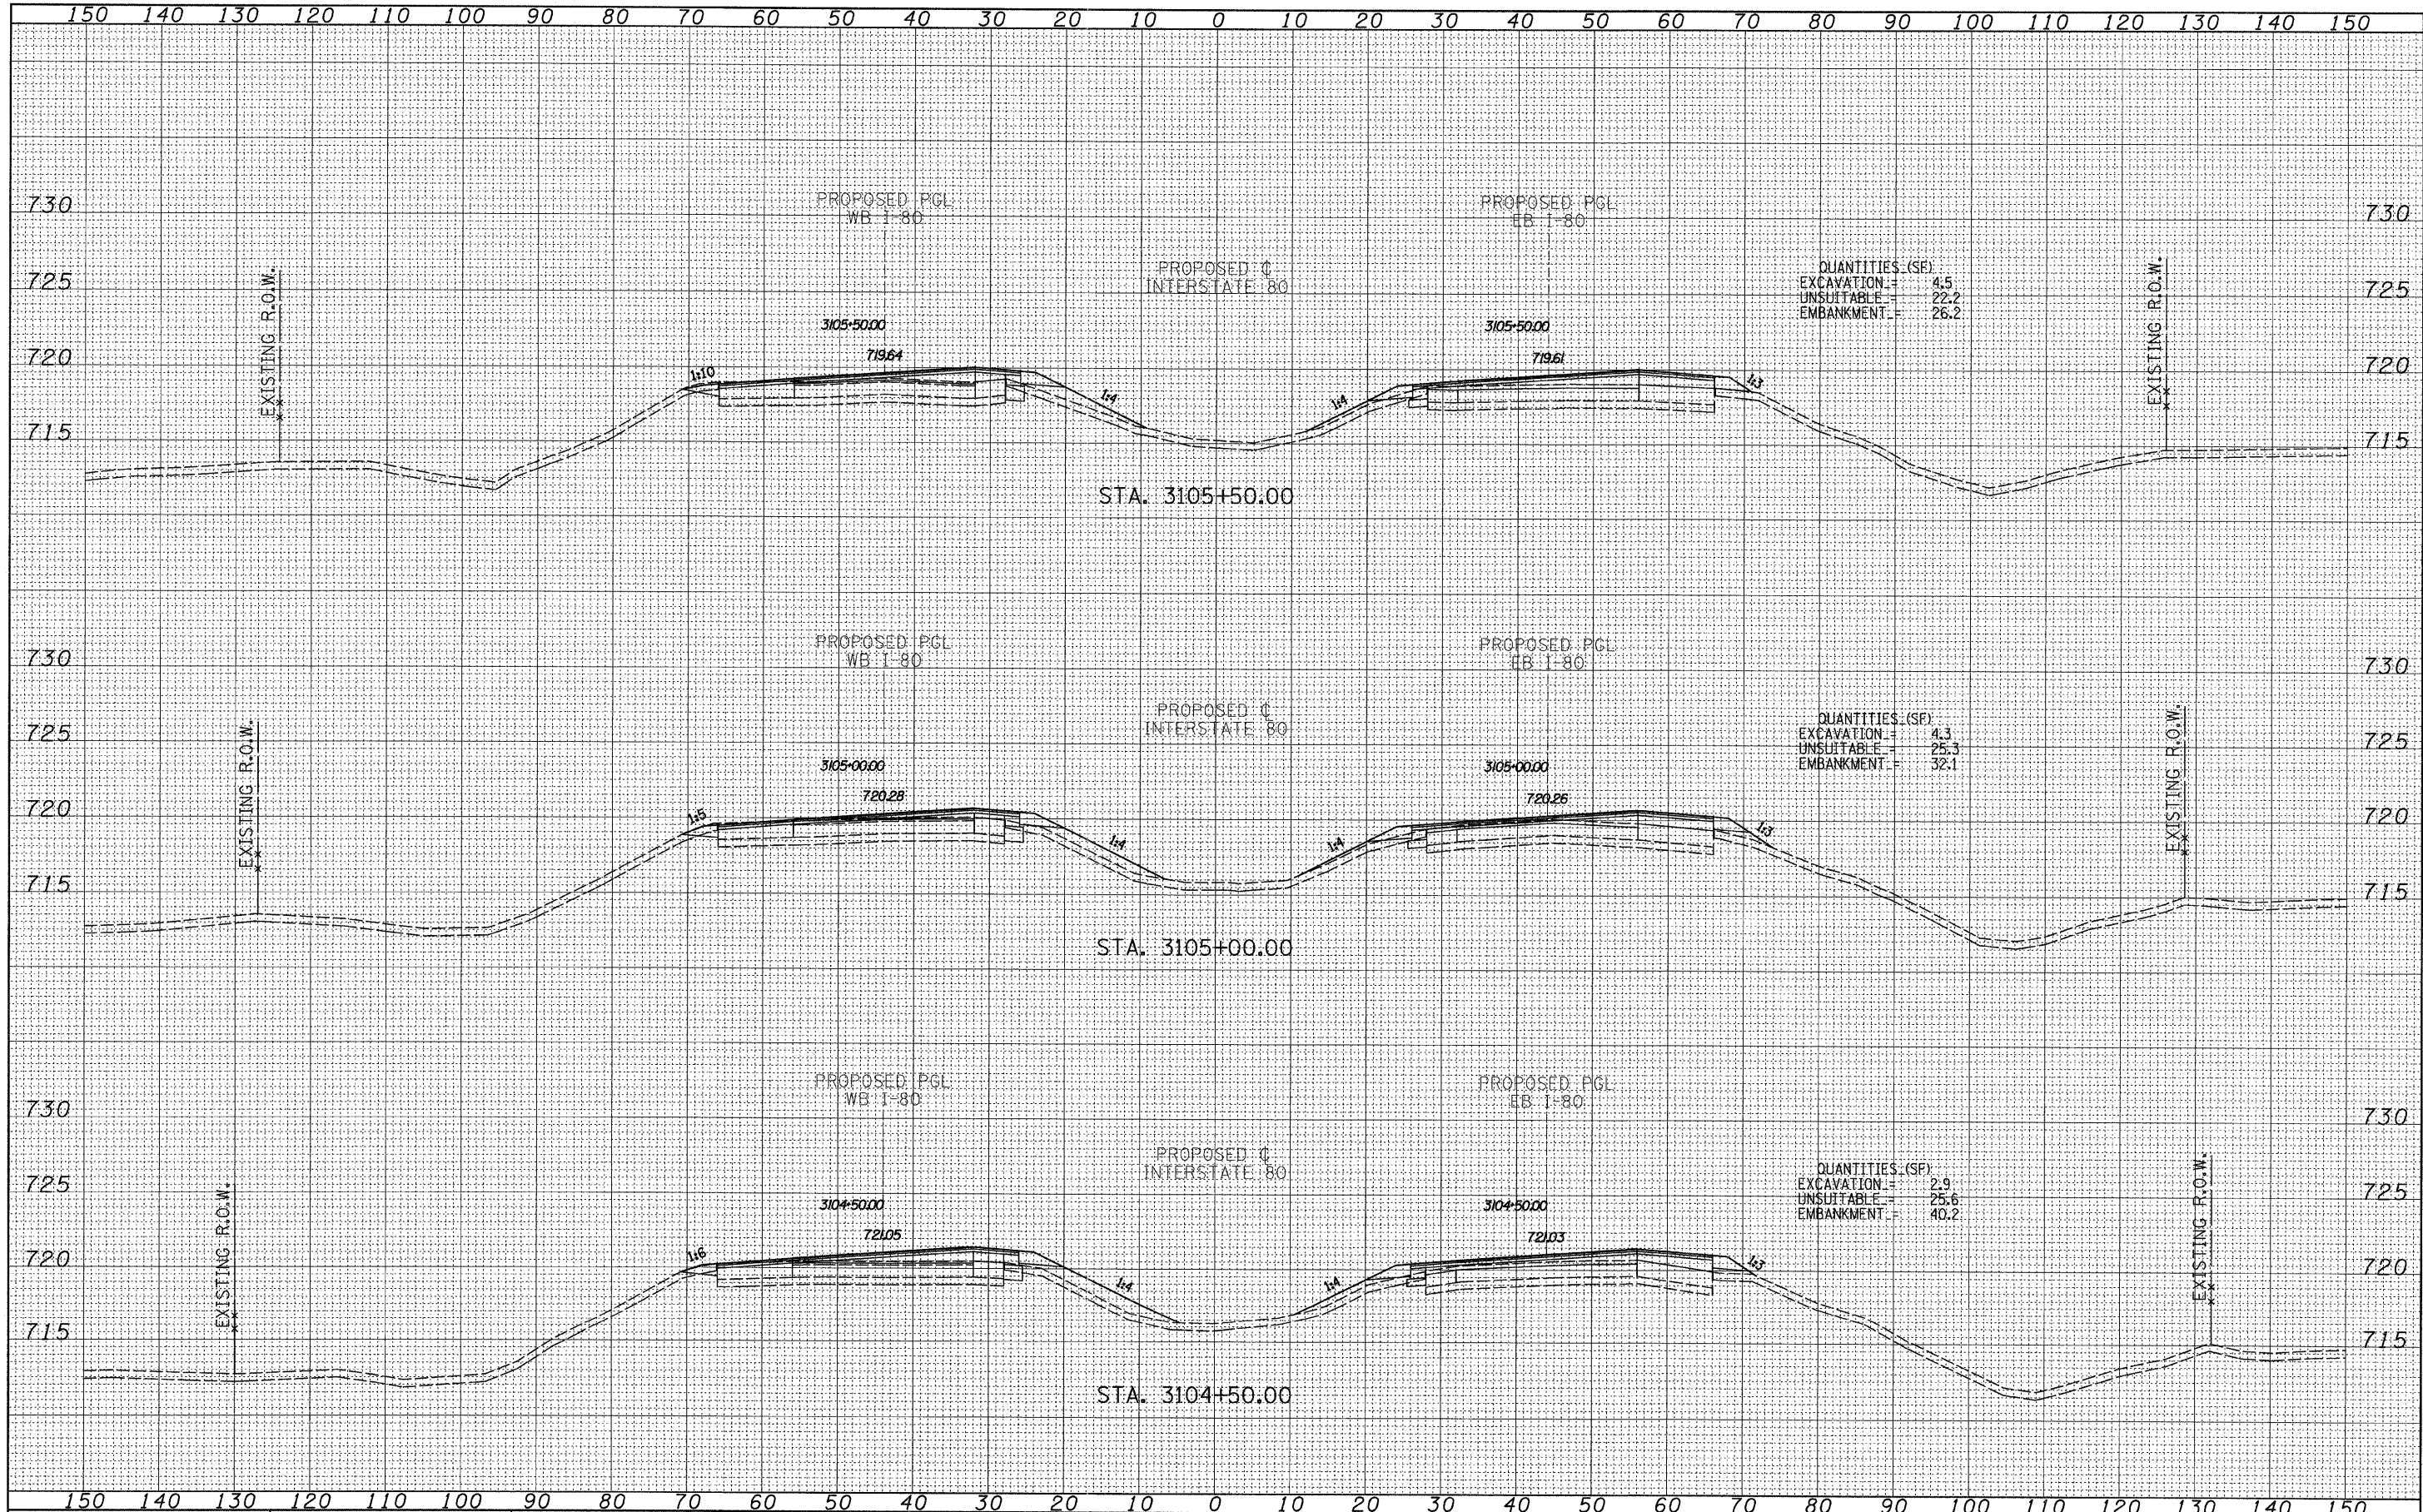 150 140 130 120 110 100 90 80 70 60 50 40 30 20 10 0 10 20 30 40 50 60 70 80 90 100 110 120 130 140 150
PROPOSED PGL
WB I-80
PROPOSED PGL
EB I-80
730 730
PROPOSED ℄
INTERSTATE 80
QUANTITIES (SF)
EXCAVATION = 4.5
UNSUITABLE = 22.2
EMBANKMENT = 26.2
EXISTING R.O.W.
EXISTING R.O.W.
725 725
3105+50.00 3105+50.00
720 719.64 719.61 720
1:10 1:4 1:4 1:3
715 715
STA. 3105+50.00
PROPOSED PGL
WB I-80
PROPOSED PGL
EB I-80
730 730
PROPOSED ℄
INTERSTATE 80
QUANTITIES (SF)
EXCAVATION = 4.3
UNSUITABLE = 25.3
EMBANKMENT = 32.1
EXISTING R.O.W.
EXISTING R.O.W.
725 725
3105+00.00 3105+00.00
720 720.28 720.26 720
1:5 1:4 1:4 1:3
715 715
STA. 3105+00.00
PROPOSED PGL
WB I-80
PROPOSED PGL
EB I-80
730 730
PROPOSED ℄
INTERSTATE 80
QUANTITIES (SF)
EXCAVATION = 2.9
UNSUITABLE = 25.6
EMBANKMENT = 40.2
EXISTING R.O.W.
EXISTING R.O.W.
725 725
3104+50.00 3104+50.00
720 721.05 721.03 720
1:6 1:4 1:4 1:3
715 715
STA. 3104+50.00
150 140 130 120 110 100 90 80 70 60 50 40 30 20 10 0 10 20 30 40 50 60 70 80 90 100 110 120 130 140 150